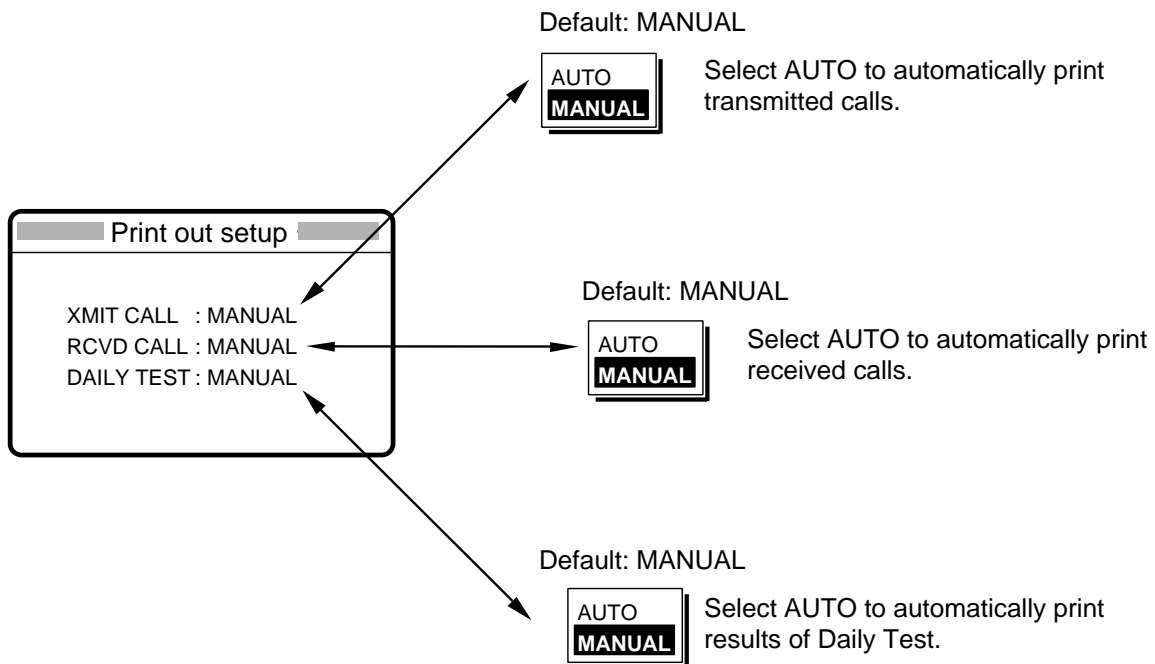 Default: MANUAL
AUTO
MANUAL
Select AUTO to automatically print
transmitted calls.
Print out setup
XMIT CALL : MANUAL
RCVD CALL : MANUAL
DAILY TEST : MANUAL
Default: MANUAL
AUTO
MANUAL
Select AUTO to automatically print
received calls.
Default: MANUAL
AUTO
MANUAL
Select AUTO to automatically print
results of Daily Test.